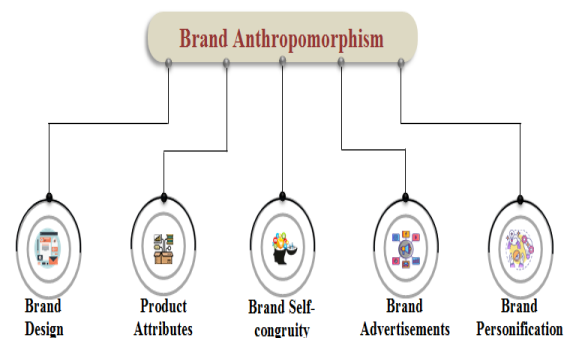 Brand Anthropomorphism
Brand
Design
Product
Attributes
Brand Self-
congruity
Brand
Advertisements
Brand
Personification